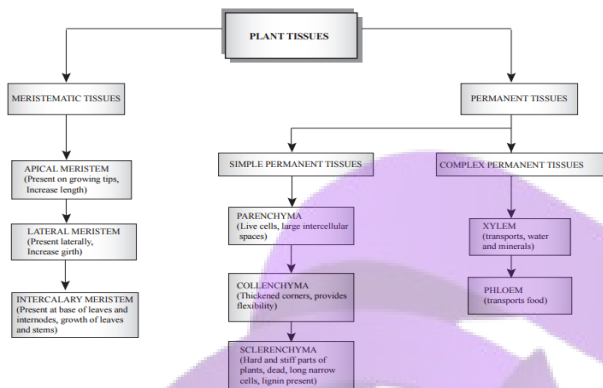 PLANT TISSUES
MERISTEMATIC TISSUES
PERMANENT TISSUES
SIMPLE PERMANENT TISSUES
COMPLEX PERMANENT TISSUES
APICAL MERISTEM
(Present on growing tips,
Increase length)
LATERAL MERISTEM
(Present laterally,
Increase girth)
INTERCALARY MERISTEM
(Present at base of leaves and
internodes, growth of leaves
and stems)
PARENCHYMA
(Live cells, large intercellular
spaces)
COLLENCHYMA
(Thickened corners, provides
flexibility)
SCLERENCHYMA
(Hard and stiff parts of
plants, dead, long narrow
cells, lignin present)
XYLEM
(transports, water
and minerals)
PHLOEM
(transports food)